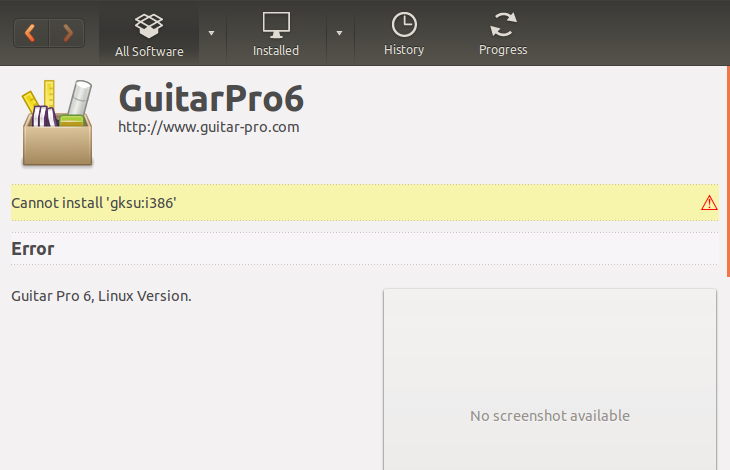 All Software
Installed
History
Progress
GuitarPro6
http://www.guitar-pro.com
Cannot install 'gksu:i386'
Error
Guitar Pro 6, Linux Version.
No screenshot available